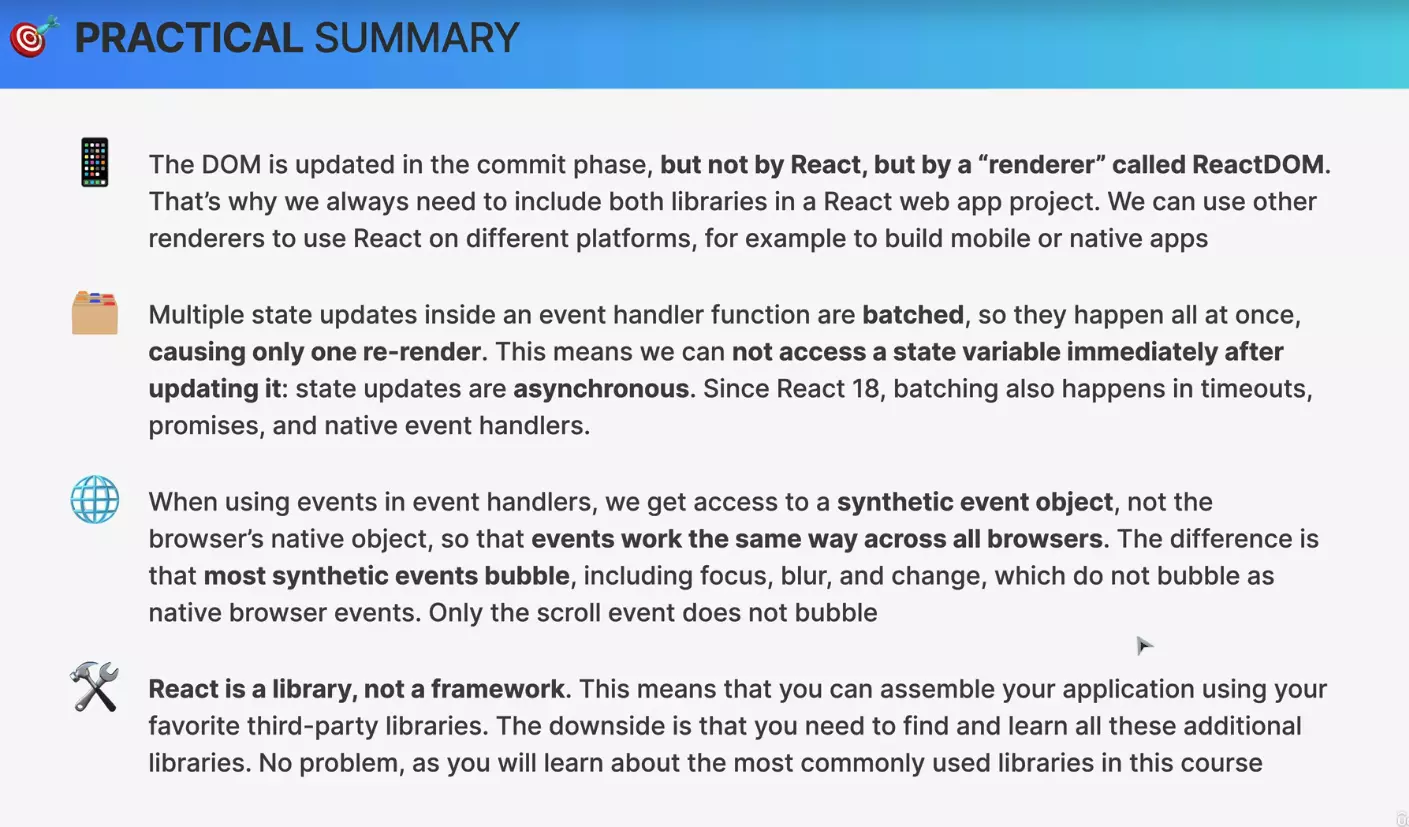 PRACTICAL SUMMARY
The DOM is updated in the commit phase, but not by React, but by a “renderer” called ReactDOM.
That’s why we always need to include both libraries in a React web app project. We can use other
renderers to use React on different platforms, for example to build mobile or native apps
Multiple state updates inside an event handler function are batched, so they happen all at once,
causing only one re-render. This means we can not access a state variable immediately after
updating it: state updates are asynchronous. Since React 18, batching also happens in timeouts,
promises, and native event handlers.
When using events in event handlers, we get access to a synthetic event object, not the
browser’s native object, so that events work the same way across all browsers. The difference is
that most synthetic events bubble, including focus, blur, and change, which do not bubble as
native browser events. Only the scroll event does not bubble
React is a library, not a framework. This means that you can assemble your application using your
favorite third-party libraries. The downside is that you need to find and learn all these additional
libraries. No problem, as you will learn about the most commonly used libraries in this course